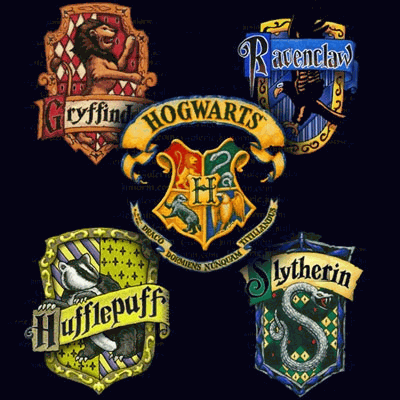 Gryffind
Ravenclaw
HOGWARTS
DRACO DORMIENS NUNQUAM TITILLANDUS
H
Hufflepuff
Slytherin